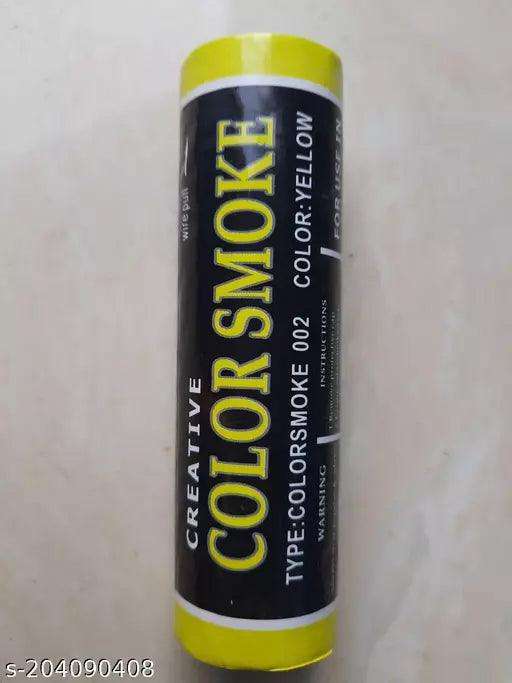 wire pull
CREATIVE
COLOR SMOKE
TYPE:COLORSMOKE 002 COLOR:YELLOW
WARNING
INSTRUCTIONS
FOR USE IN
s-204090408